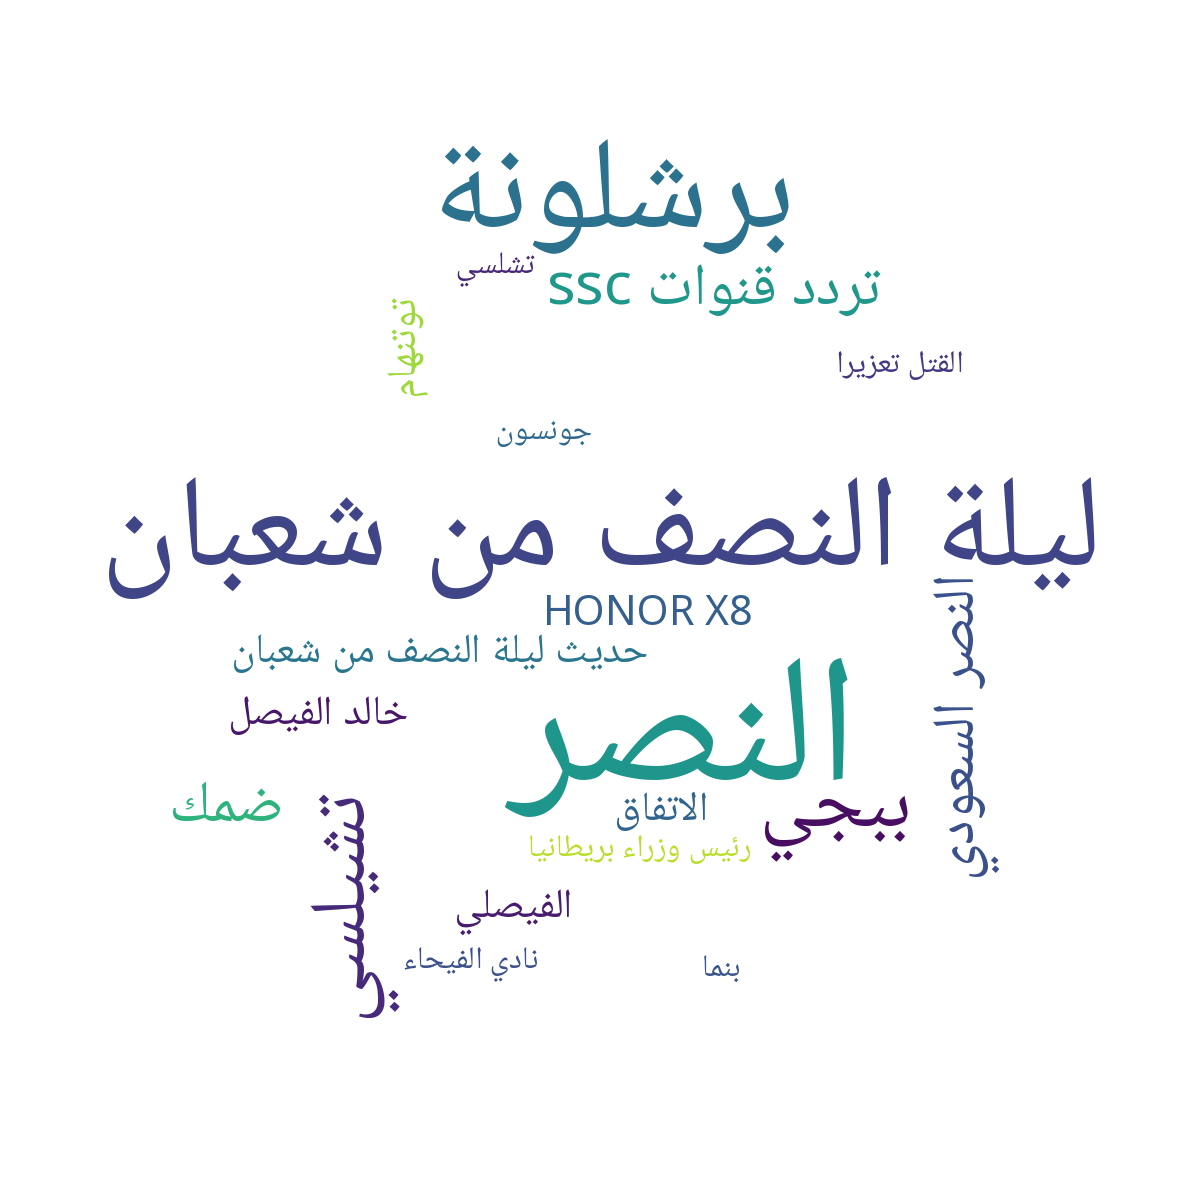 برشلونة
تشلسي
تردد قنوات ssc
توتنهام
القتل تعزيرا
جونسون
ليلة النصف من شعبان
النصر السعودي
HONOR X8
حديث ليلة النصف من شعبان
النصر
خالد الفيصل
ضمك
تشيلسي
الاتفاق
ببجي
رئيس وزراء بريطانيا
الفيصلي
نادي الفيحاء
بنما